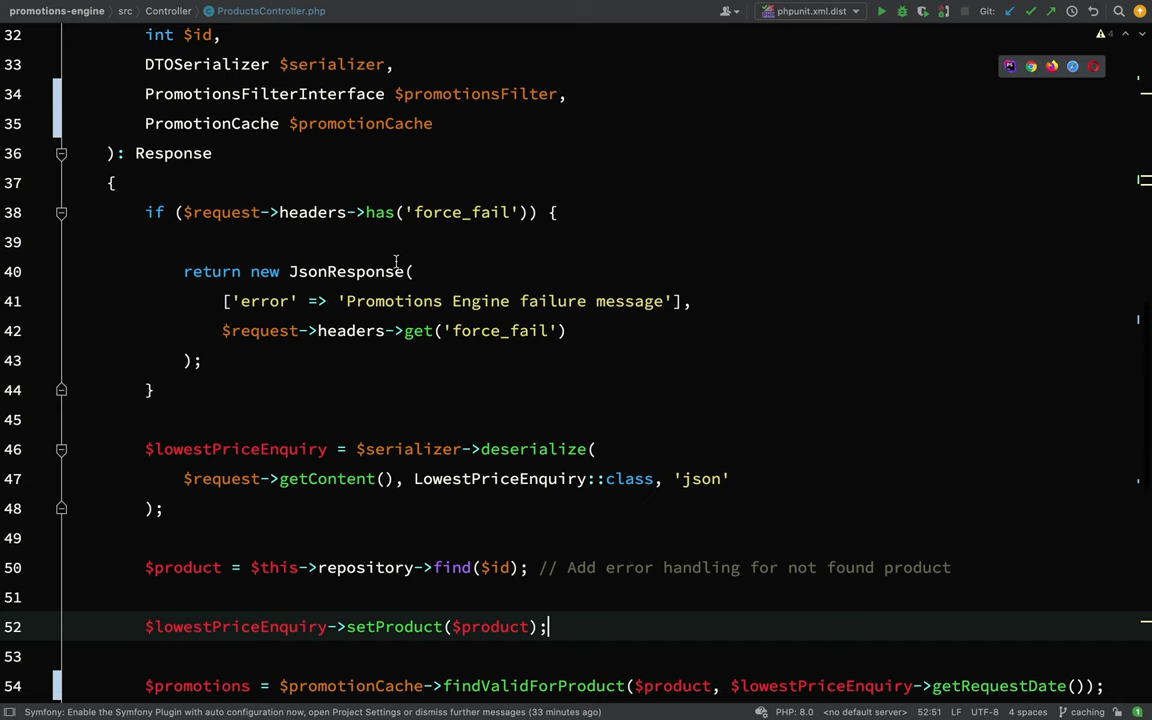 promotions-engine src Controller ProductsController.php phpunit.xml.dist Git:
32 int $id,
4
33 DTOSerializer $serializer,
34 PromotionsFilterInterface $promotionsFilter,
35 PromotionCache $promotionCache
36 ): Response
37 {
38 if ($request->headers->has('force_fail')) {
39
40 return new JsonResponse(
41 ['error' => 'Promotions Engine failure message'],
42 $request->headers->get('force_fail')
43 );
44 }
45
46 $lowestPriceEnquiry = $serializer->deserialize(
47 $request->getContent(), LowestPriceEnquiry::class, 'json'
48 );
49
50 $product = $this->repository->find($id); // Add error handling for not found product
51
52 $lowestPriceEnquiry->setProduct($product);
53
54 $promotions = $promotionCache->findValidForProduct($product, $lowestPriceEnquiry->getRequestDate());
Symfony: Enable the Symfony Plugin with auto configuration now, open Project Settings or dismiss further messages (33 minutes ago) PHP: 8.0 <no default server> 52:51 LF UTF-8 4 spaces caching 1